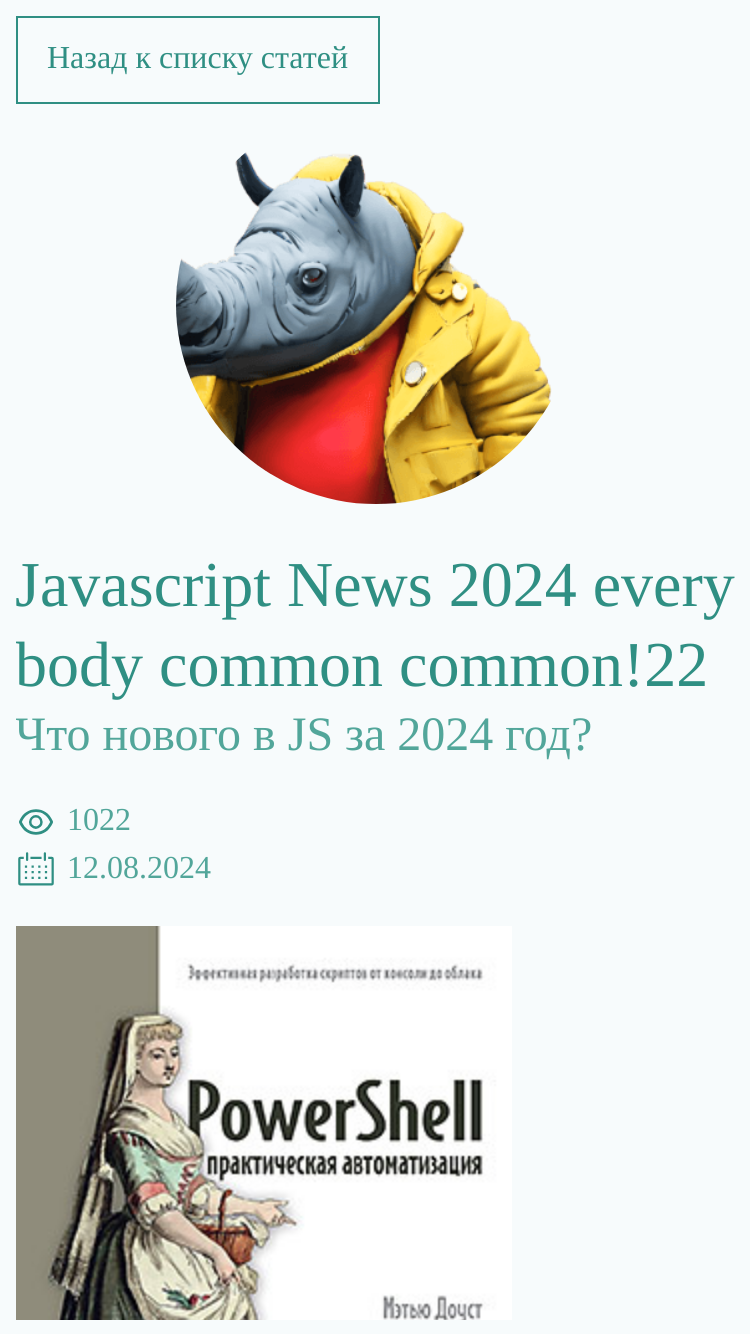 Назад к списку статей
Javascript News 2024 every
body common common!22
Что нового в JS за 2024 год?
1022
12.08.2024
Эффективная разработка скриптов от консоли до облака
PowerShell
практическая автоматизация
Мэтью Доуст